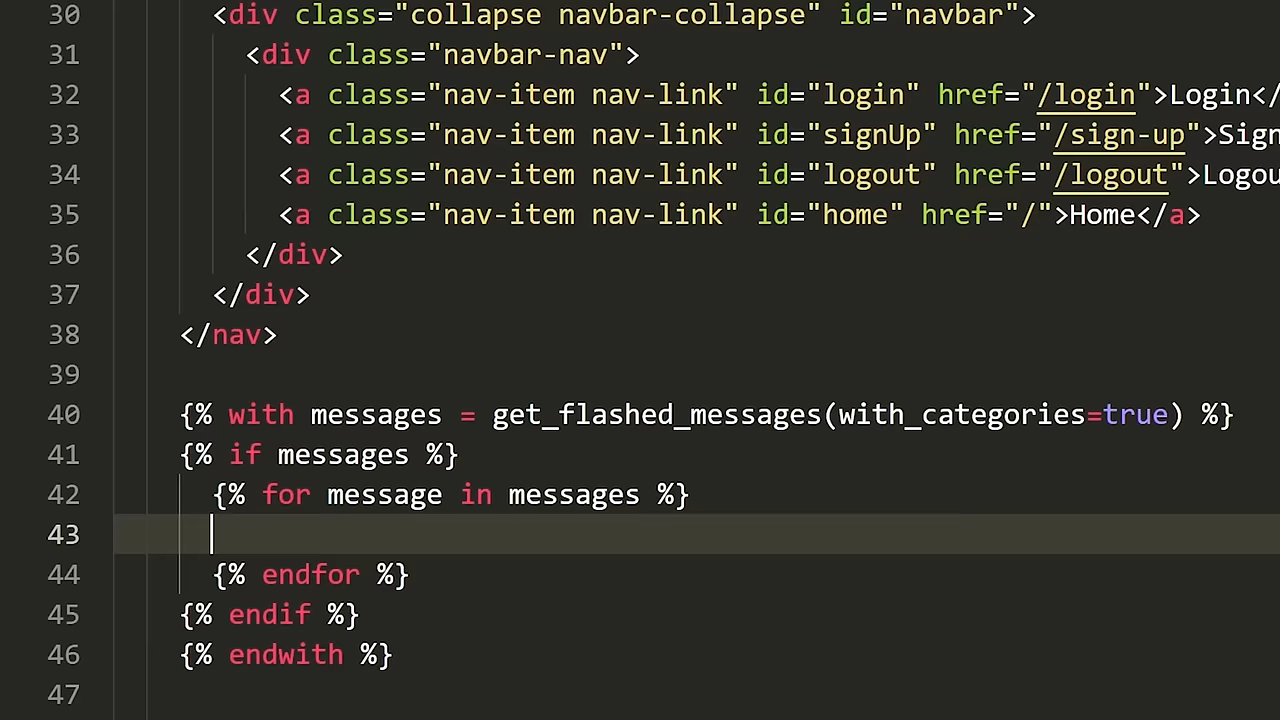 30 <div class="collapse navbar-collapse" id="navbar">
31 <div class="navbar-nav">
32 <a class="nav-item nav-link" id="login" href="/login">Login</
33 <a class="nav-item nav-link" id="signUp" href="/sign-up">Sign
34 <a class="nav-item nav-link" id="logout" href="/logout">Logou
35 <a class="nav-item nav-link" id="home" href="/">Home</a>
36 </div>
37 </div>
38 </nav>
39
40 {% with messages = get_flashed_messages(with_categories=true) %}
41 {% if messages %}
42 {% for message in messages %}
43
44 {% endfor %}
45 {% endif %}
46 {% endwith %}
47